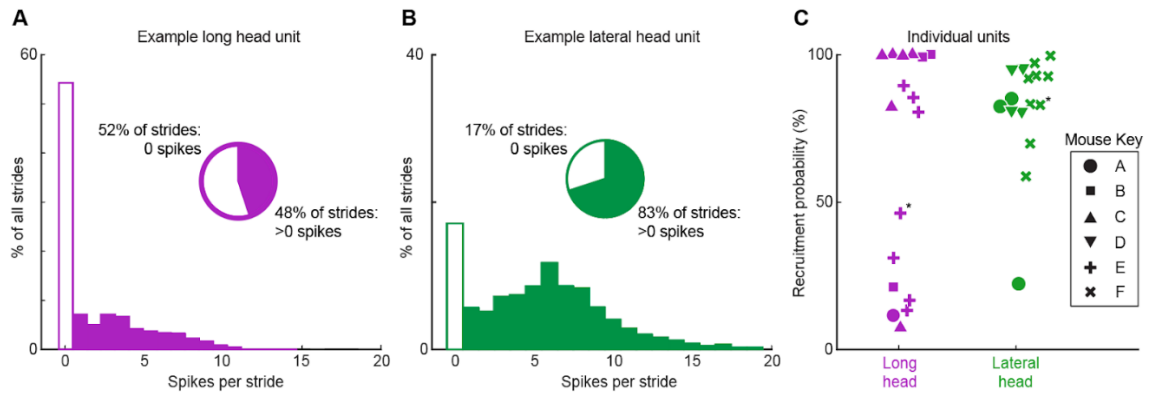 A
Example long head unit
60
% of all strides
0
52% of strides:
0 spikes
48% of strides:
>0 spikes
0
5
10
15
20
Spikes per stride
B
Example lateral head unit
40
% of all strides
0
17% of strides:
0 spikes
83% of strides:
>0 spikes
0
5
10
15
20
Spikes per stride
C
Individual units
100
50
0
Recruitment probability (%)
*
*
Long
head
Lateral
head
Mouse Key
A
B
C
D
E
F